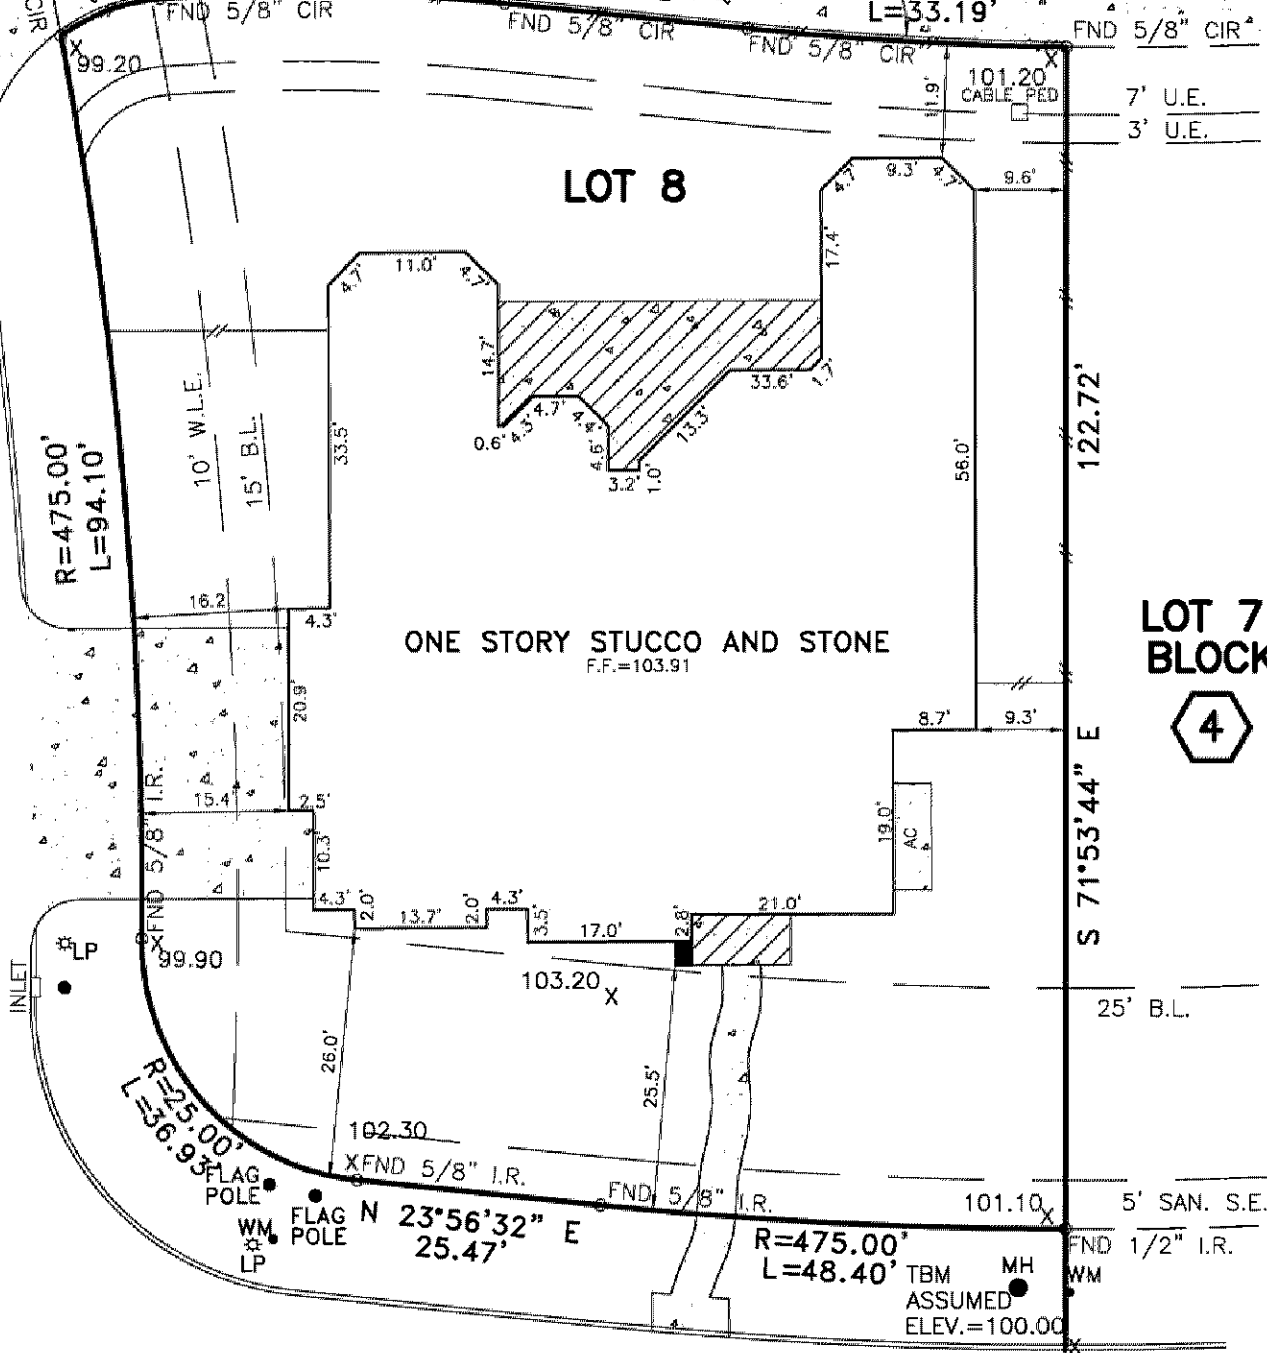 CIR
FND 5/8" CIR
FND 5/8" CIR
FND 5/8" CIR
L=33.19'
FND 5/8" CIR
99.20
101.20
CABLE PED
7' U.E.
3' U.E.
11.9'
LOT 8
4.7'
9.3'
4.7'
9.6'
17.4'
4.7'
11.0'
4.7'
14.7'
33.6'
1.7'
122.72'
10' W.L.E.
15' B.L.
R=475.00'
L=94.10'
33.5'
0.6'
4.3'
4.7'
4.4'
4.6'
3.2'
1.0'
13.3'
56.0'
16.2
4.3'
ONE STORY STUCCO AND STONE
F.F.=103.91
LOT 7
BLOCK
4
20.9'
8.7'
9.3'
S 71°53'44" E
FND 5/8" I.R.
15.4'
2.5'
10.3'
19.0'
AC
4.3'
2.0'
13.7'
2.0'
4.3'
3.5'
17.0'
2.8'
21.0'
LP
99.90
INLET
103.20
X
25' B.L.
26.0'
25.5'
R=25.00'
L=36.93'
102.30
X
FND 5/8" I.R.
FND 5/8" I.R.
101.10
X
5' SAN. S.E.
FLAG
POLE
FLAG
POLE
WM
LP
N 23°56'32" E
25.47'
R=475.00'
L=48.40'
FND 1/2" I.R.
TBM
ASSUMED
ELEV.=100.00
MH
WM
X